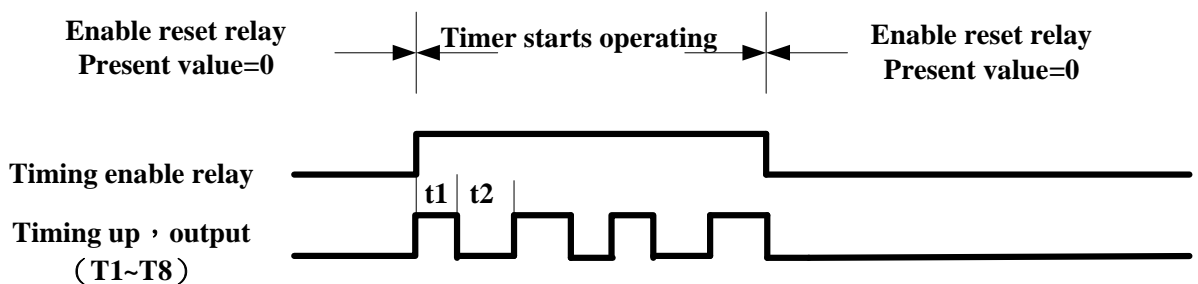 Enable reset relay
Present value=0
Timer starts operating
Enable reset relay
Present value=0
Timing enable relay
t1
t2
Timing up，output
（T1~T8）